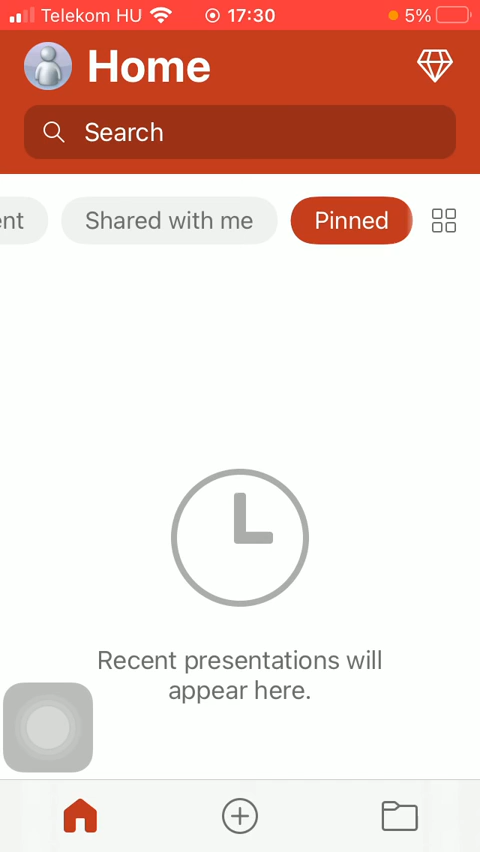 Telekom HU 17:30 5%
Home
Search
ent Shared with me Pinned
Recent presentations will
appear here.